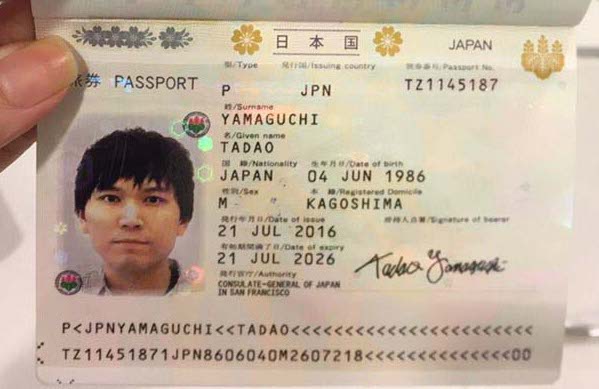 日本国 JAPAN
型/Type 発行国/Issuing country 旅券番号/Passport No.
旅券 PASSPORT P JPN TZ1145187
姓/Surname
YAMAGUCHI
名/Given name
TADAO
国 籍/Nationality 生年月日/Date of birth
JAPAN 04 JUN 1986
性別/Sex 本 籍/Registered Domicile
M KAGOSHIMA
発行年月日/Date of issue 所持人自署/Signature of bearer
21 JUL 2016
有効期間満了日/Date of expiry
21 JUL 2026 Tadao Yamaguchi
発行官庁/Authority
CONSULATE-GENERAL OF JAPAN
IN SAN FRANCISCO
P<JPNYAMAGUCHI<<TADAO<<<<<<<<<<<<<<<<<<<<<<<
TZ11451871JPN8606040M2607218<<<<<<<<<<<<<<00